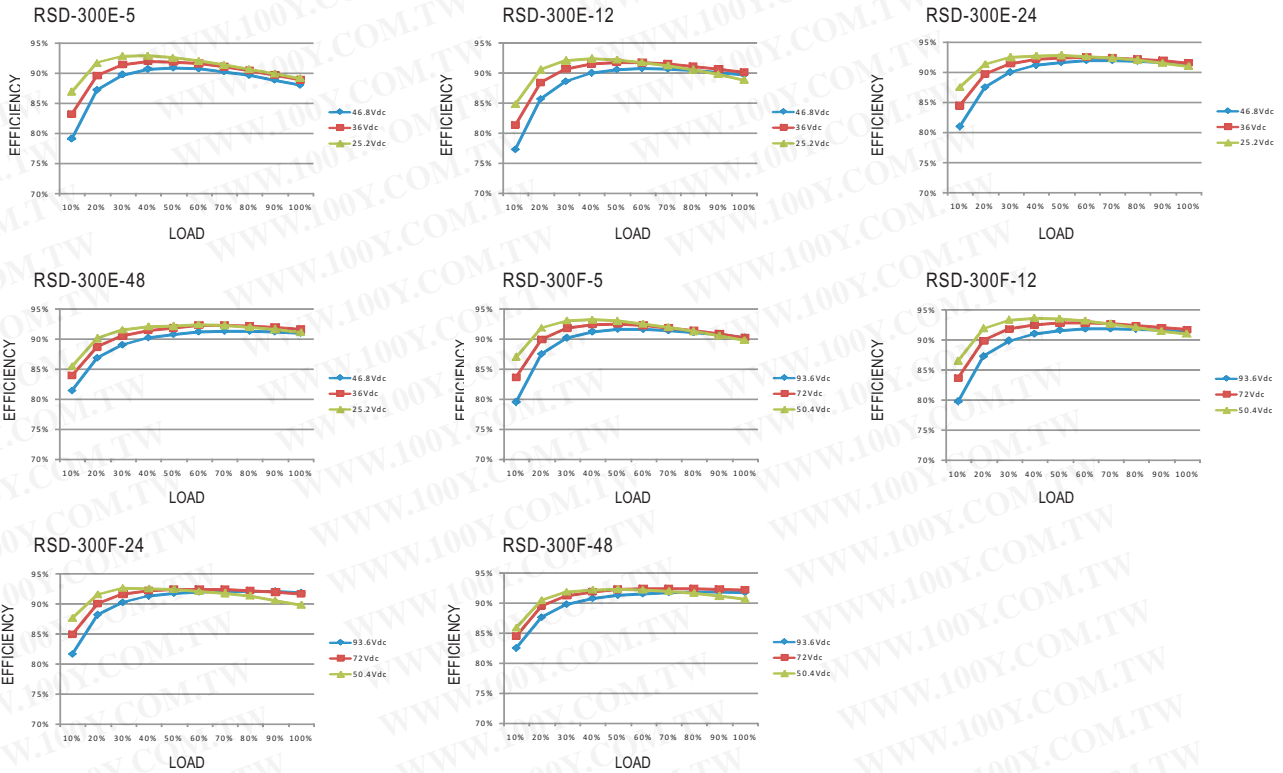 RSD-300E-5
EFFICIENCY
95%
90%
85%
80%
75%
70%
10% 20% 30% 40% 50% 60% 70% 80% 90% 100%
LOAD
46.8Vdc
36Vdc
25.2Vdc
RSD-300E-12
EFFICIENCY
95%
90%
85%
80%
75%
70%
10% 20% 30% 40% 50% 60% 70% 80% 90% 100%
LOAD
46.8Vdc
36Vdc
25.2Vdc
RSD-300E-24
EFFICIENCY
95%
90%
85%
80%
75%
70%
10% 20% 30% 40% 50% 60% 70% 80% 90% 100%
LOAD
46.8Vdc
36Vdc
25.2Vdc
RSD-300E-48
EFFICIENCY
95%
90%
85%
80%
75%
70%
10% 20% 30% 40% 50% 60% 70% 80% 90% 100%
LOAD
46.8Vdc
36Vdc
25.2Vdc
RSD-300F-5
EFFICIENCY
95%
90%
85%
80%
75%
70%
10% 20% 30% 40% 50% 60% 70% 80% 90% 100%
LOAD
93.6Vdc
72Vdc
50.4Vdc
RSD-300F-12
EFFICIENCY
95%
90%
85%
80%
75%
70%
10% 20% 30% 40% 50% 60% 70% 80% 90% 100%
LOAD
93.6Vdc
72Vdc
50.4Vdc
RSD-300F-24
EFFICIENCY
95%
90%
85%
80%
75%
70%
10% 20% 30% 40% 50% 60% 70% 80% 90% 100%
LOAD
93.6Vdc
72Vdc
50.4Vdc
RSD-300F-48
EFFICIENCY
95%
90%
85%
80%
75%
70%
10% 20% 30% 40% 50% 60% 70% 80% 90% 100%
LOAD
93.6Vdc
72Vdc
50.4Vdc
WWW.100Y.COM.TW